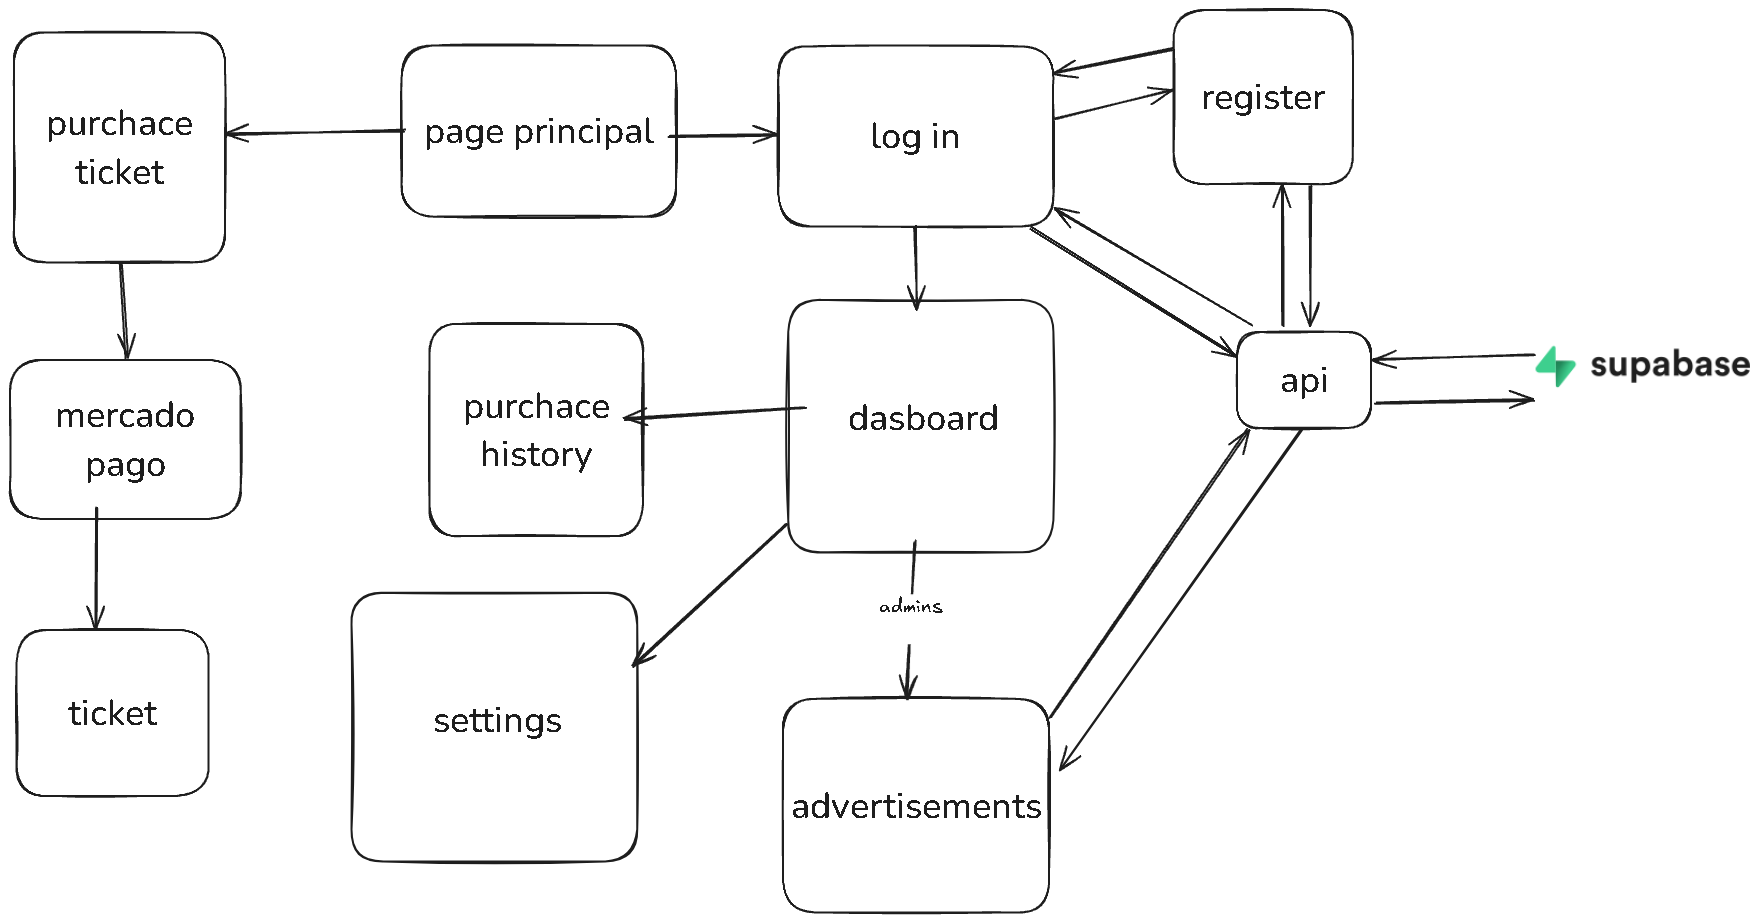 purchace
ticket
page principal
log in
register
mercado
pago
purchace
history
dasboard
api
supabase
admins
ticket
settings
advertisements